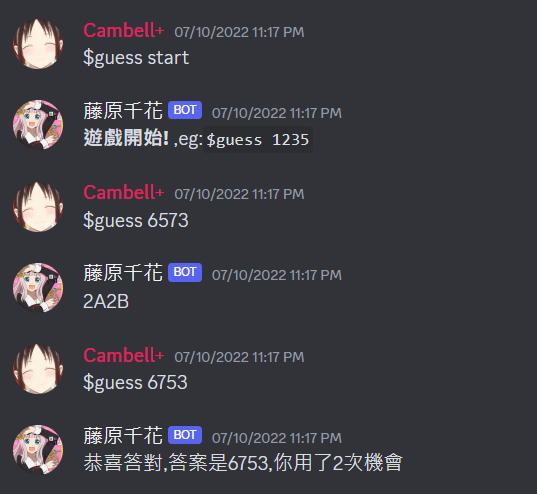 Cambell+ 07/10/2022 11:17 PM
$guess start
藤原千花 BOT 07/10/2022 11:17 PM
遊戲開始! ,eg: $guess 1235
Cambell+ 07/10/2022 11:17 PM
$guess 6573
藤原千花 BOT 07/10/2022 11:17 PM
2A2B
Cambell+ 07/10/2022 11:17 PM
$guess 6753
藤原千花 BOT 07/10/2022 11:17 PM
恭喜答對,答案是6753,你用了2次機會